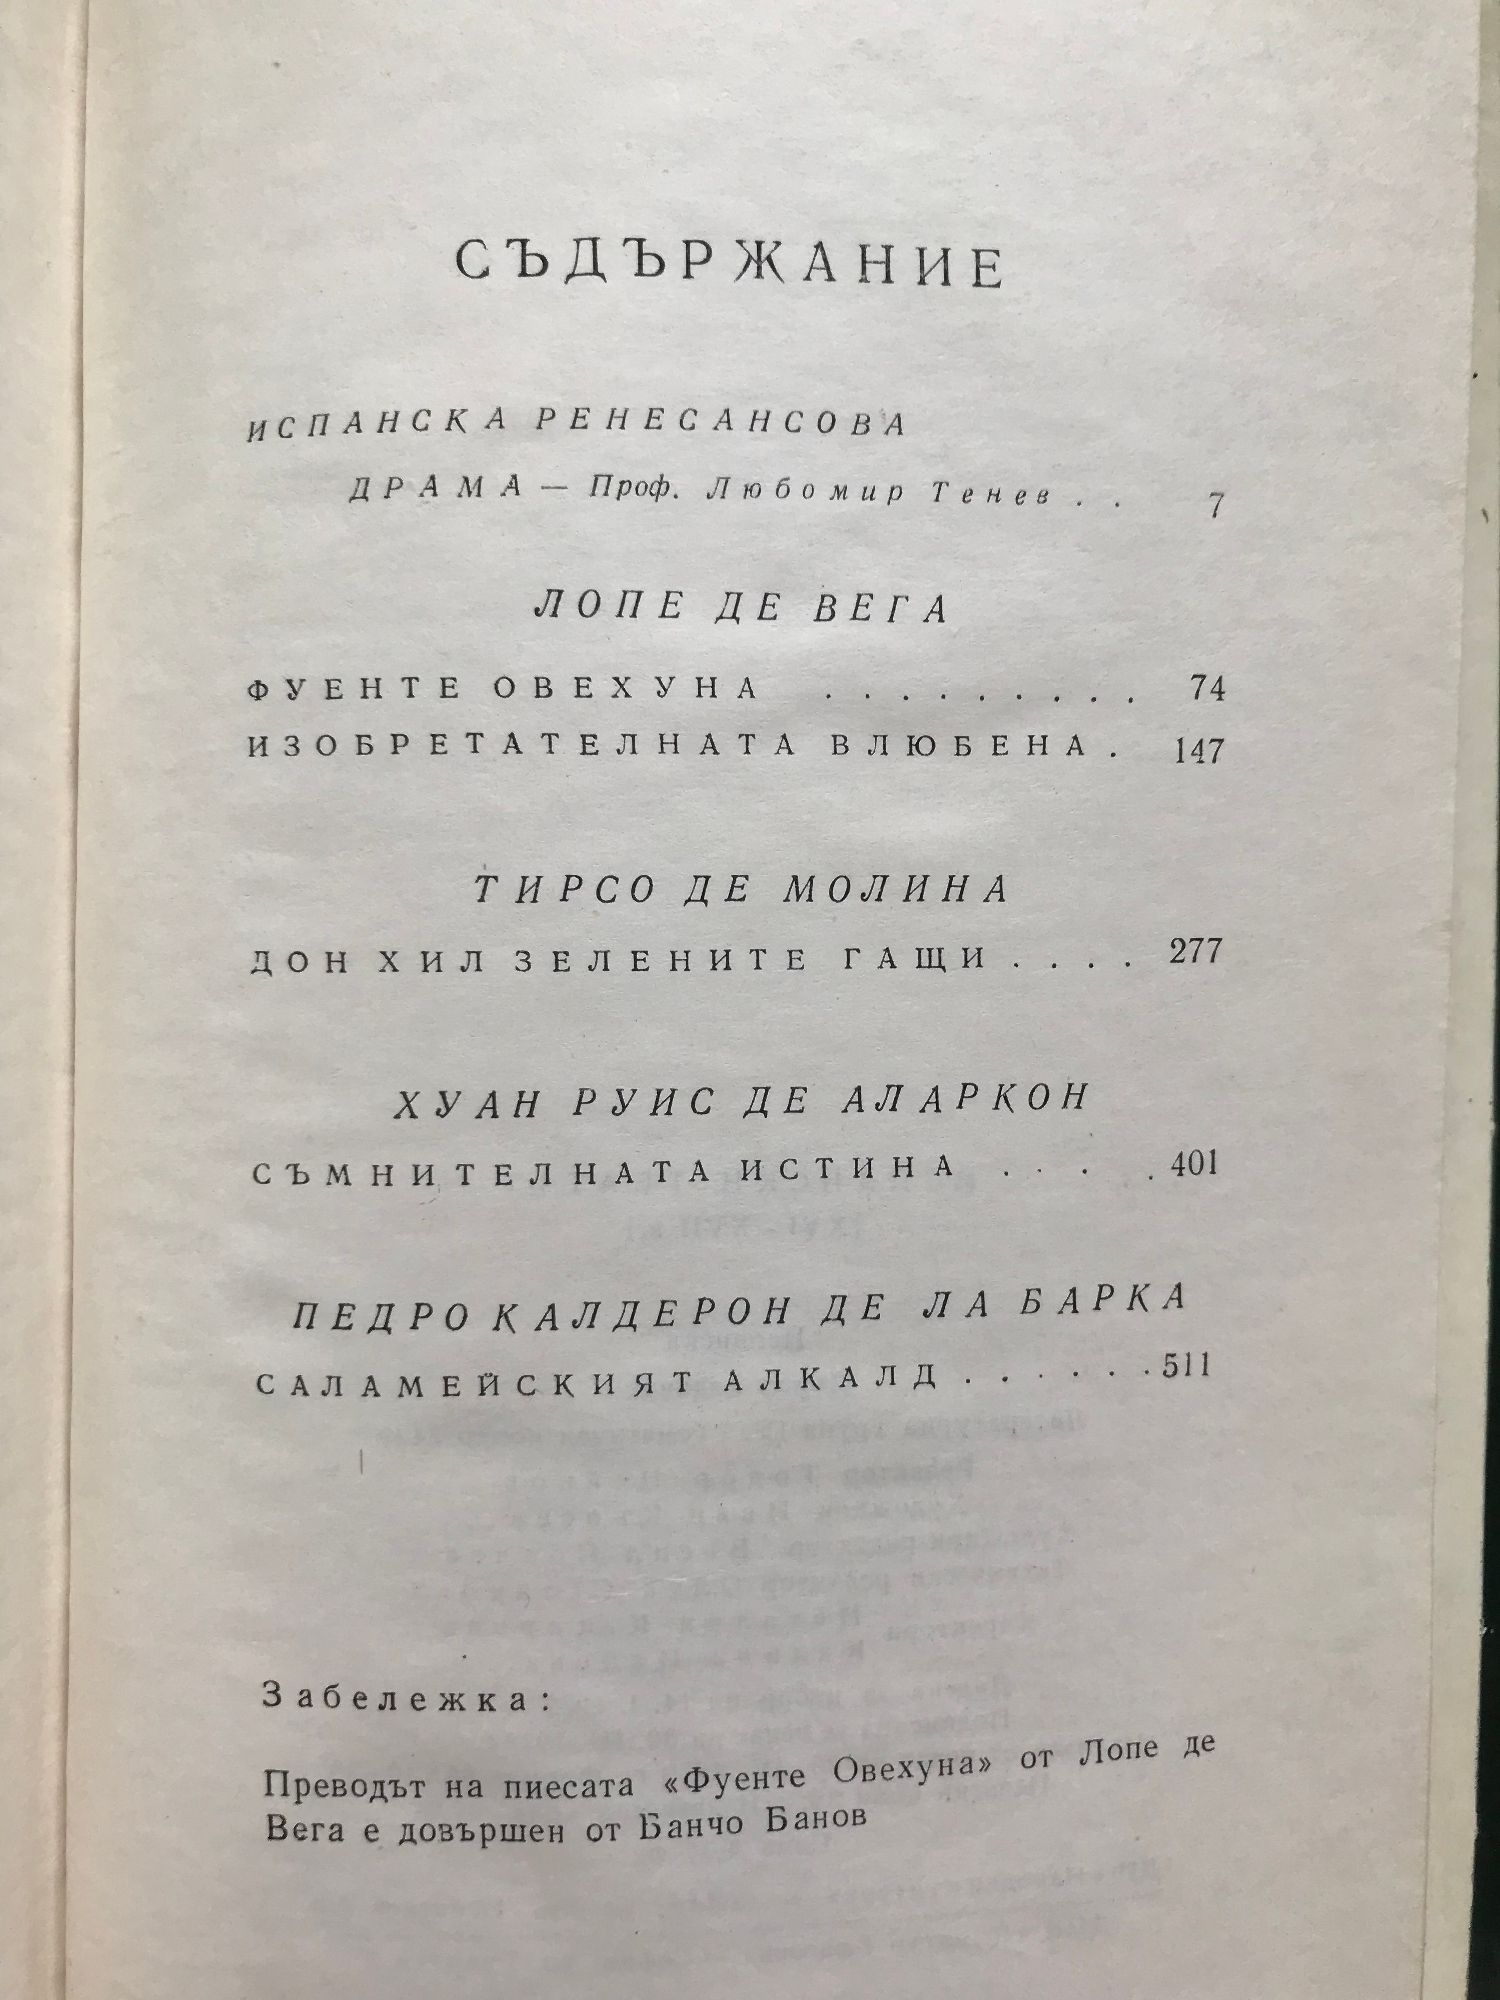 СЪДЪРЖАНИЕ
ИСПАНСКА РЕНЕСАНСОВА
ДРАМА — Проф. Любомир Тенев . . 7
ЛОПЕ ДЕ ВЕГА
ФУЕНТЕ ОВЕХУНА . . . . . . . . . 74
ИЗОБРЕТАТЕЛНАТА ВЛЮБЕНА . 147
ТИРСО ДЕ МОЛИНА
ДОН ХИЛ ЗЕЛЕНИТЕ ГАЩИ . . . . 277
ХУАН РУИС ДЕ АЛАРКОН
СЪМНИТЕЛНАТА ИСТИНА . . . . 401
ПЕДРО КАЛДЕРОН ДЕ ЛА БАРКА
САЛАМЕЙСКИЯТ АЛКАЛД . . . . . . 511
Забележка:
Преводът на пиесата «Фуенте Овехуна» от Лопе де
Вега е довършен от Банчо Банов